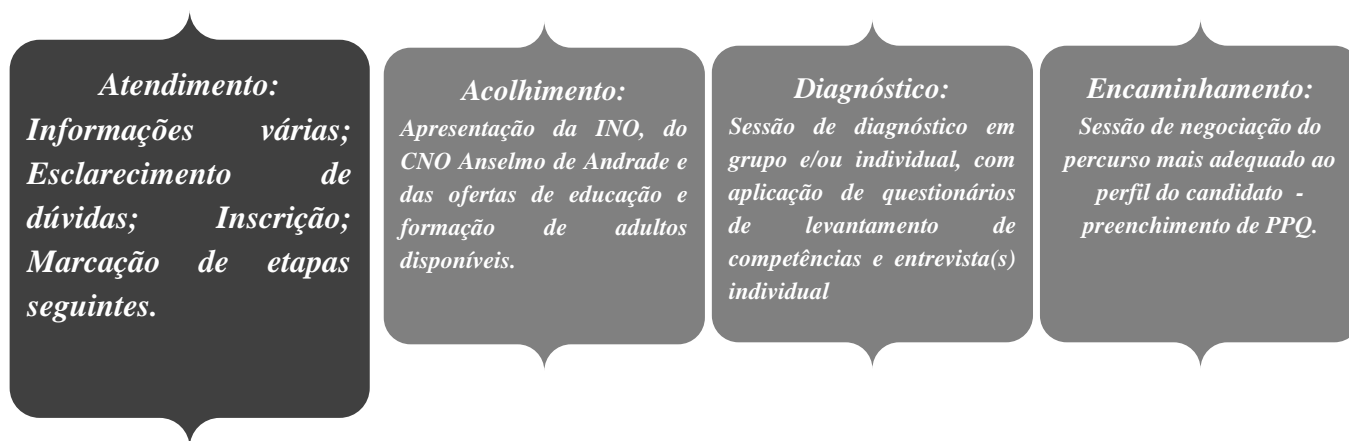 Atendimento:
Informações várias;
Esclarecimento de
dúvidas; Inscrição;
Marcação de etapas
seguintes.
Acolhimento:
Apresentação da INO, do
CNO Anselmo de Andrade e
das ofertas de educação e
formação de adultos
disponíveis.
Diagnóstico:
Sessão de diagnóstico em
grupo e/ou individual, com
aplicação de questionários
de levantamento de
competências e entrevista(s)
individual
Encaminhamento:
Sessão de negociação do
percurso mais adequado ao
perfil do candidato -
preenchimento de PPQ.